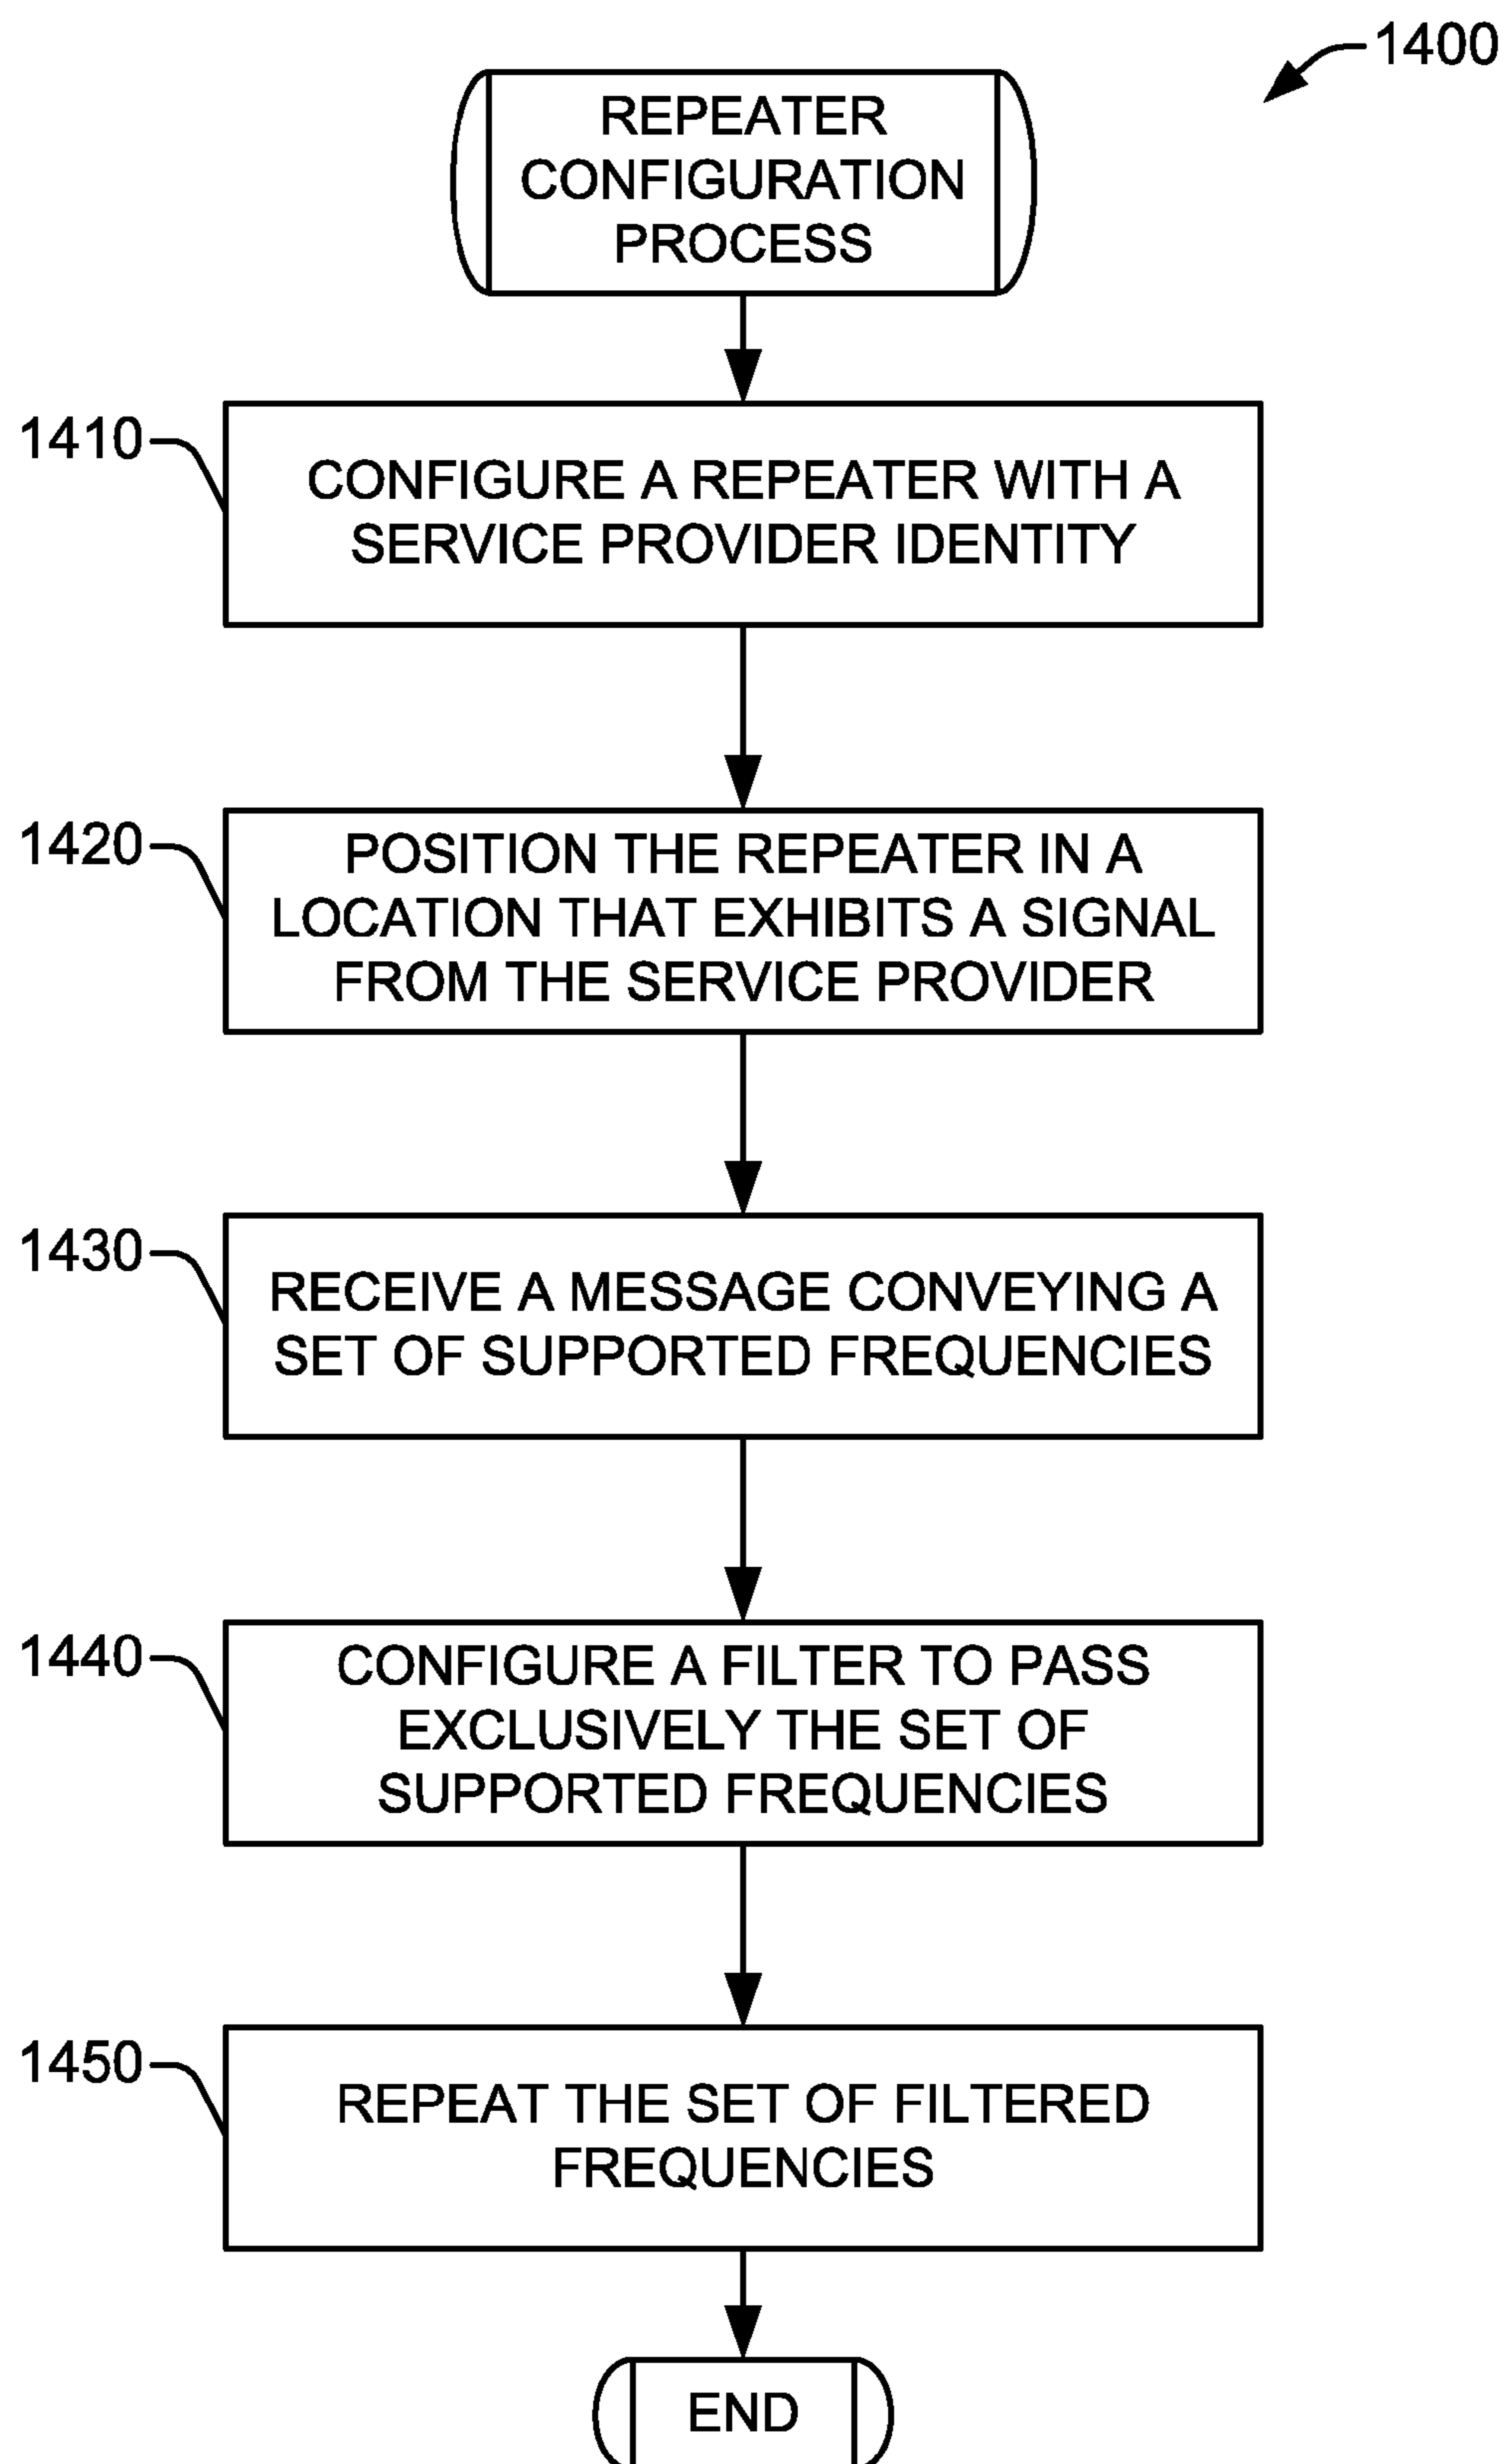 1400
REPEATER
CONFIGURATION
PROCESS
1410
CONFIGURE A REPEATER WITH A
SERVICE PROVIDER IDENTITY
1420
POSITION THE REPEATER IN A
LOCATION THAT EXHIBITS A SIGNAL
FROM THE SERVICE PROVIDER
1430
RECEIVE A MESSAGE CONVEYING A
SET OF SUPPORTED FREQUENCIES
1440
CONFIGURE A FILTER TO PASS
EXCLUSIVELY THE SET OF
SUPPORTED FREQUENCIES
1450
REPEAT THE SET OF FILTERED
FREQUENCIES
END